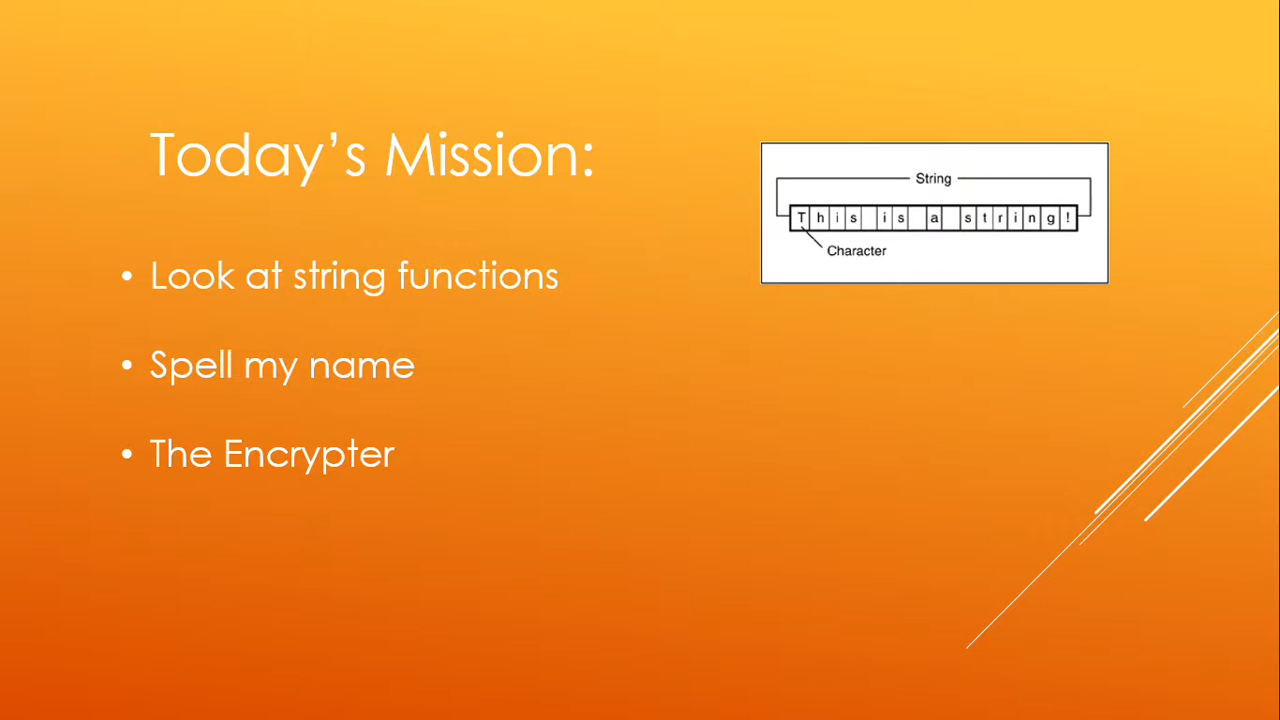 Today’s Mission:
• Look at string functions
• Spell my name
• The Encrypter
String
This is a string!
Character